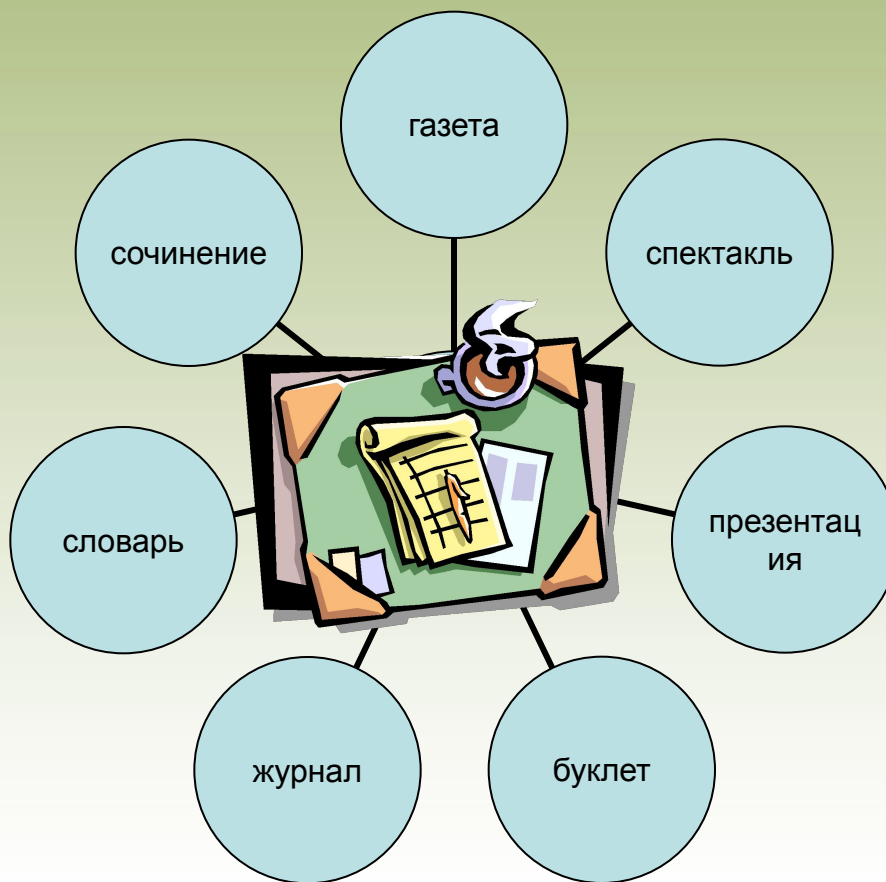 газета
сочинение
спектакль
словарь
презентац
ия
журнал
буклет